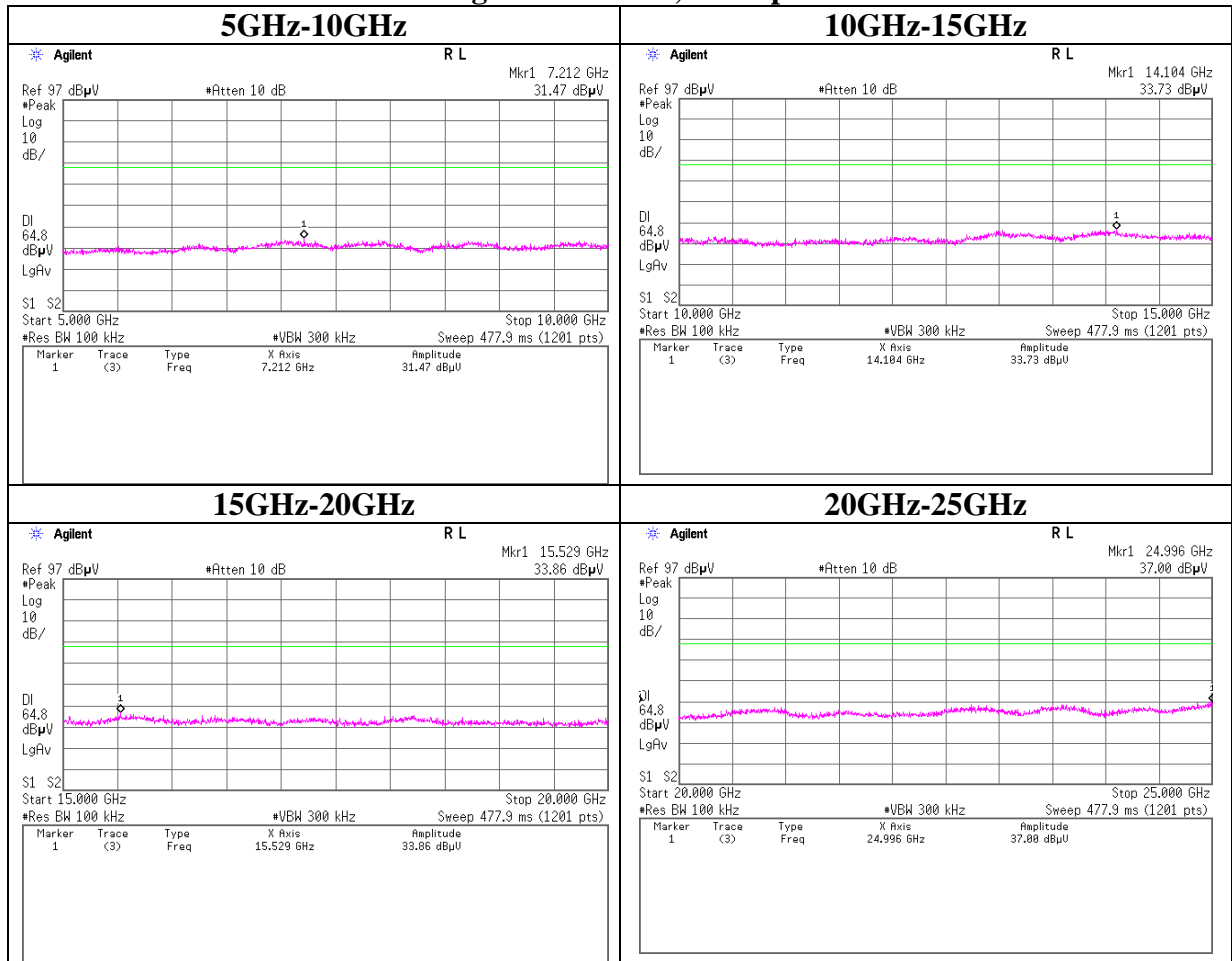 5GHz-10GHz
Agilent
R L
Mkr1 7.212 GHz
Ref 97 dBµV
#Atten 10 dB
31.47 dBµV
#Peak
Log
10
dB/
1
DI
64.8
dBµV
LgAv
S1 S2
Start 5.000 GHz
Stop 10.000 GHz
#Res BW 100 kHz
#VBW 300 kHz
Sweep 477.9 ms (1201 pts)
Marker Trace Type X Axis Amplitude
1 (3) Freq 7.212 GHz 31.47 dBµV
10GHz-15GHz
Agilent
R L
Mkr1 14.104 GHz
Ref 97 dBµV
#Atten 10 dB
33.73 dBµV
#Peak
Log
10
dB/
1
DI
64.8
dBµV
LgAv
S1 S2
Start 10.000 GHz
Stop 15.000 GHz
#Res BW 100 kHz
#VBW 300 kHz
Sweep 477.9 ms (1201 pts)
Marker Trace Type X Axis Amplitude
1 (3) Freq 14.104 GHz 33.73 dBµV
15GHz-20GHz
Agilent
R L
Mkr1 15.529 GHz
Ref 97 dBµV
#Atten 10 dB
33.86 dBµV
#Peak
Log
10
dB/
1
DI
64.8
dBµV
LgAv
S1 S2
Start 15.000 GHz
Stop 20.000 GHz
#Res BW 100 kHz
#VBW 300 kHz
Sweep 477.9 ms (1201 pts)
Marker Trace Type X Axis Amplitude
1 (3) Freq 15.529 GHz 33.86 dBµV
20GHz-25GHz
Agilent
R L
Mkr1 24.996 GHz
Ref 97 dBµV
#Atten 10 dB
37.00 dBµV
#Peak
Log
10
dB/
1
DI
64.8
dBµV
LgAv
S1 S2
Start 20.000 GHz
Stop 25.000 GHz
#Res BW 100 kHz
#VBW 300 kHz
Sweep 477.9 ms (1201 pts)
Marker Trace Type X Axis Amplitude
1 (3) Freq 24.996 GHz 37.00 dBµV